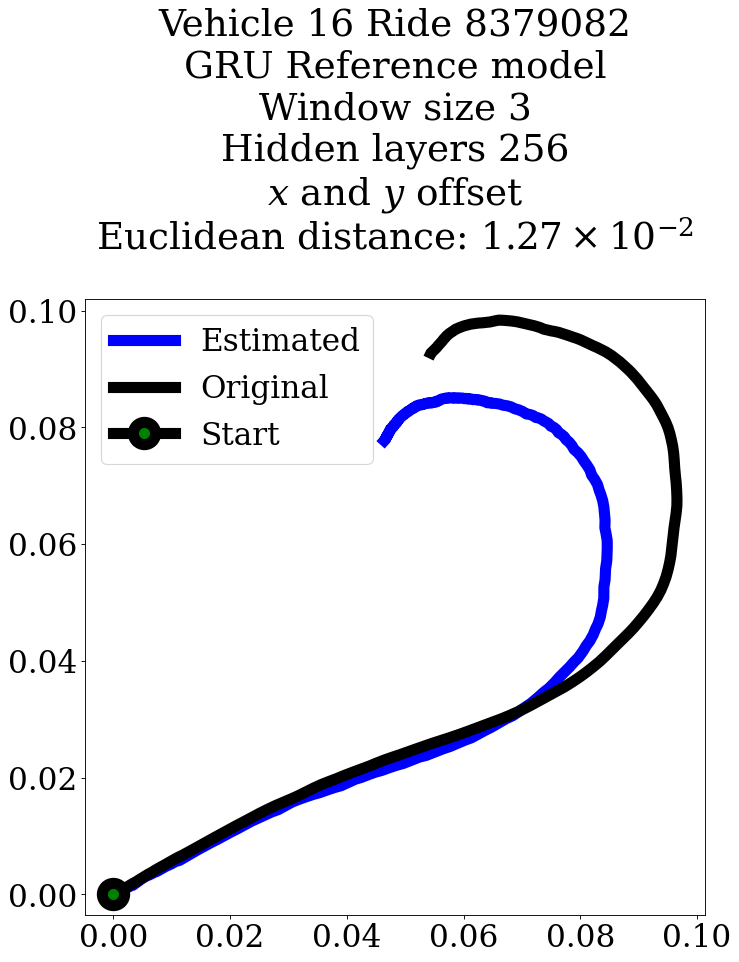 Vehicle 16 Ride 8379082
GRU Reference model
Window size 3
Hidden layers 256
x and y offset
Euclidean distance: 1.27 × 10⁻²
0.10
0.08
0.06
0.04
0.02
0.00
Estimated
Original
Start
0.00 0.02 0.04 0.06 0.08 0.10